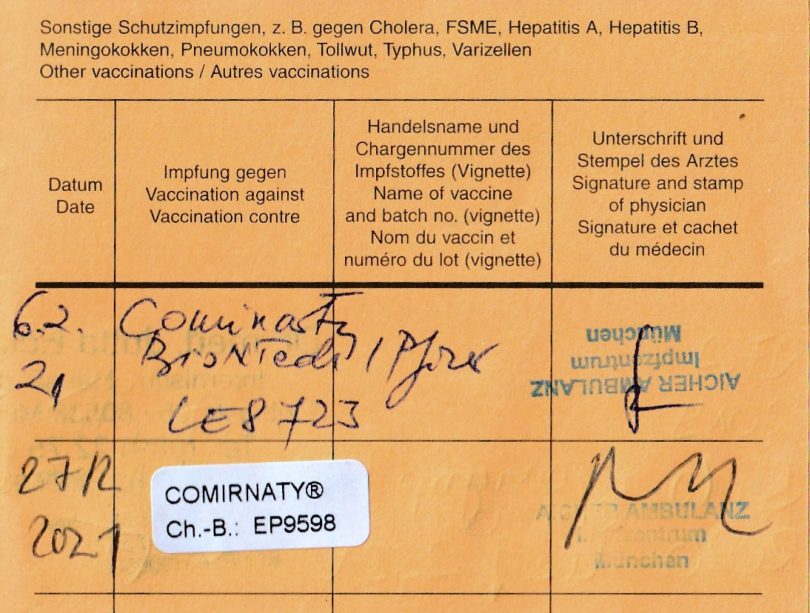 Sonstige Schutzimpfungen, z. B. gegen Cholera, FSME, Hepatitis A, Hepatitis B,
Meningokokken, Pneumokokken, Tollwut, Typhus, Varizellen
Other vaccinations / Autres vaccinations
Datum
Date
Impfung gegen
Vaccination against
Vaccination contre
Handelsname und
Chargennummer des
Impfstoffes (Vignette)
Name of vaccine
and batch no. (vignette)
Nom du vaccin et
numéro du lot (vignette)
Unterschrift und
Stempel des Arztes
Signature and stamp
of physician
Signature et cachet
du médecin
6.2.
21
Cominarty
BioNTech / Pfizer
LE8723
AICHER AMBULANZ
Impfzentrum
München
27/2
2021
COMIRNATY®
Ch.-B.: EP9598
AICHER AMBULANZ
Impfzentrum
München